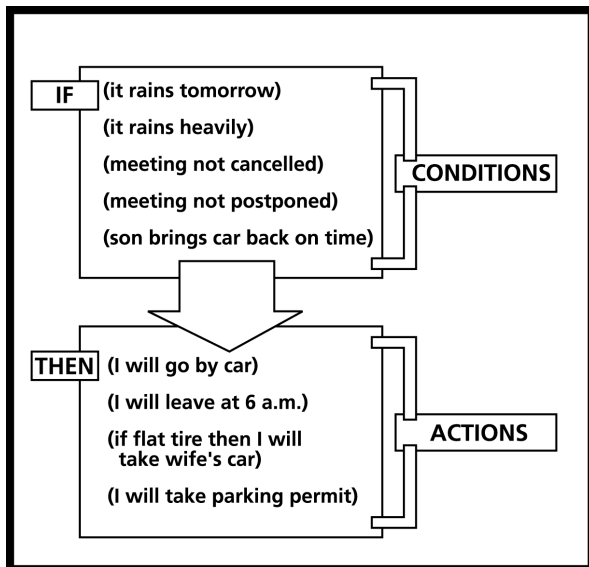 IF (it rains tomorrow)
(it rains heavily)
(meeting not cancelled)
CONDITIONS
(meeting not postponed)
(son brings car back on time)
THEN (I will go by car)
(I will leave at 6 a.m.)
(if flat tire then I will
take wife's car)
ACTIONS
(I will take parking permit)